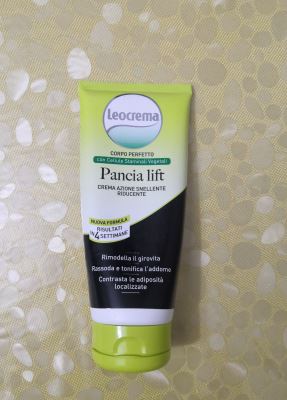 Leocrema
CORPO PERFETTO
con Cellule Staminali Vegetali
Pancia lift
CREMA AZIONE SNELLENTE
RIDUCENTE
NUOVA FORMULA
RISULTATI
IN 4 SETTIMANE
Rimodella il girovita
Rassoda e tonifica l'addome
Contrasta le adiposità
localizzate